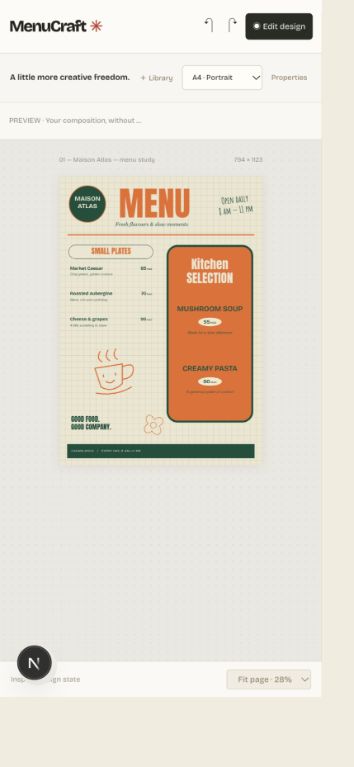 MenuCraft
Edit design
A little more creative freedom.
+ Library
A4 · Portrait
Properties
PREVIEW · Your composition, without ...
01 — Maison Atlas — menu study
794 × 1123
MAISON
ATLAS
MENU
OPEN DAILY
8 AM — 11 PM
Fresh flavours & slow moments
SMALL PLATES
Market Caesar
Roasted Aubergine
Cheese & grapes
Kitchen
SELECTION
MUSHROOM SOUP
CREAMY PASTA
GOOD FOOD,
GOOD COMPANY.
N
Fit page · 28%